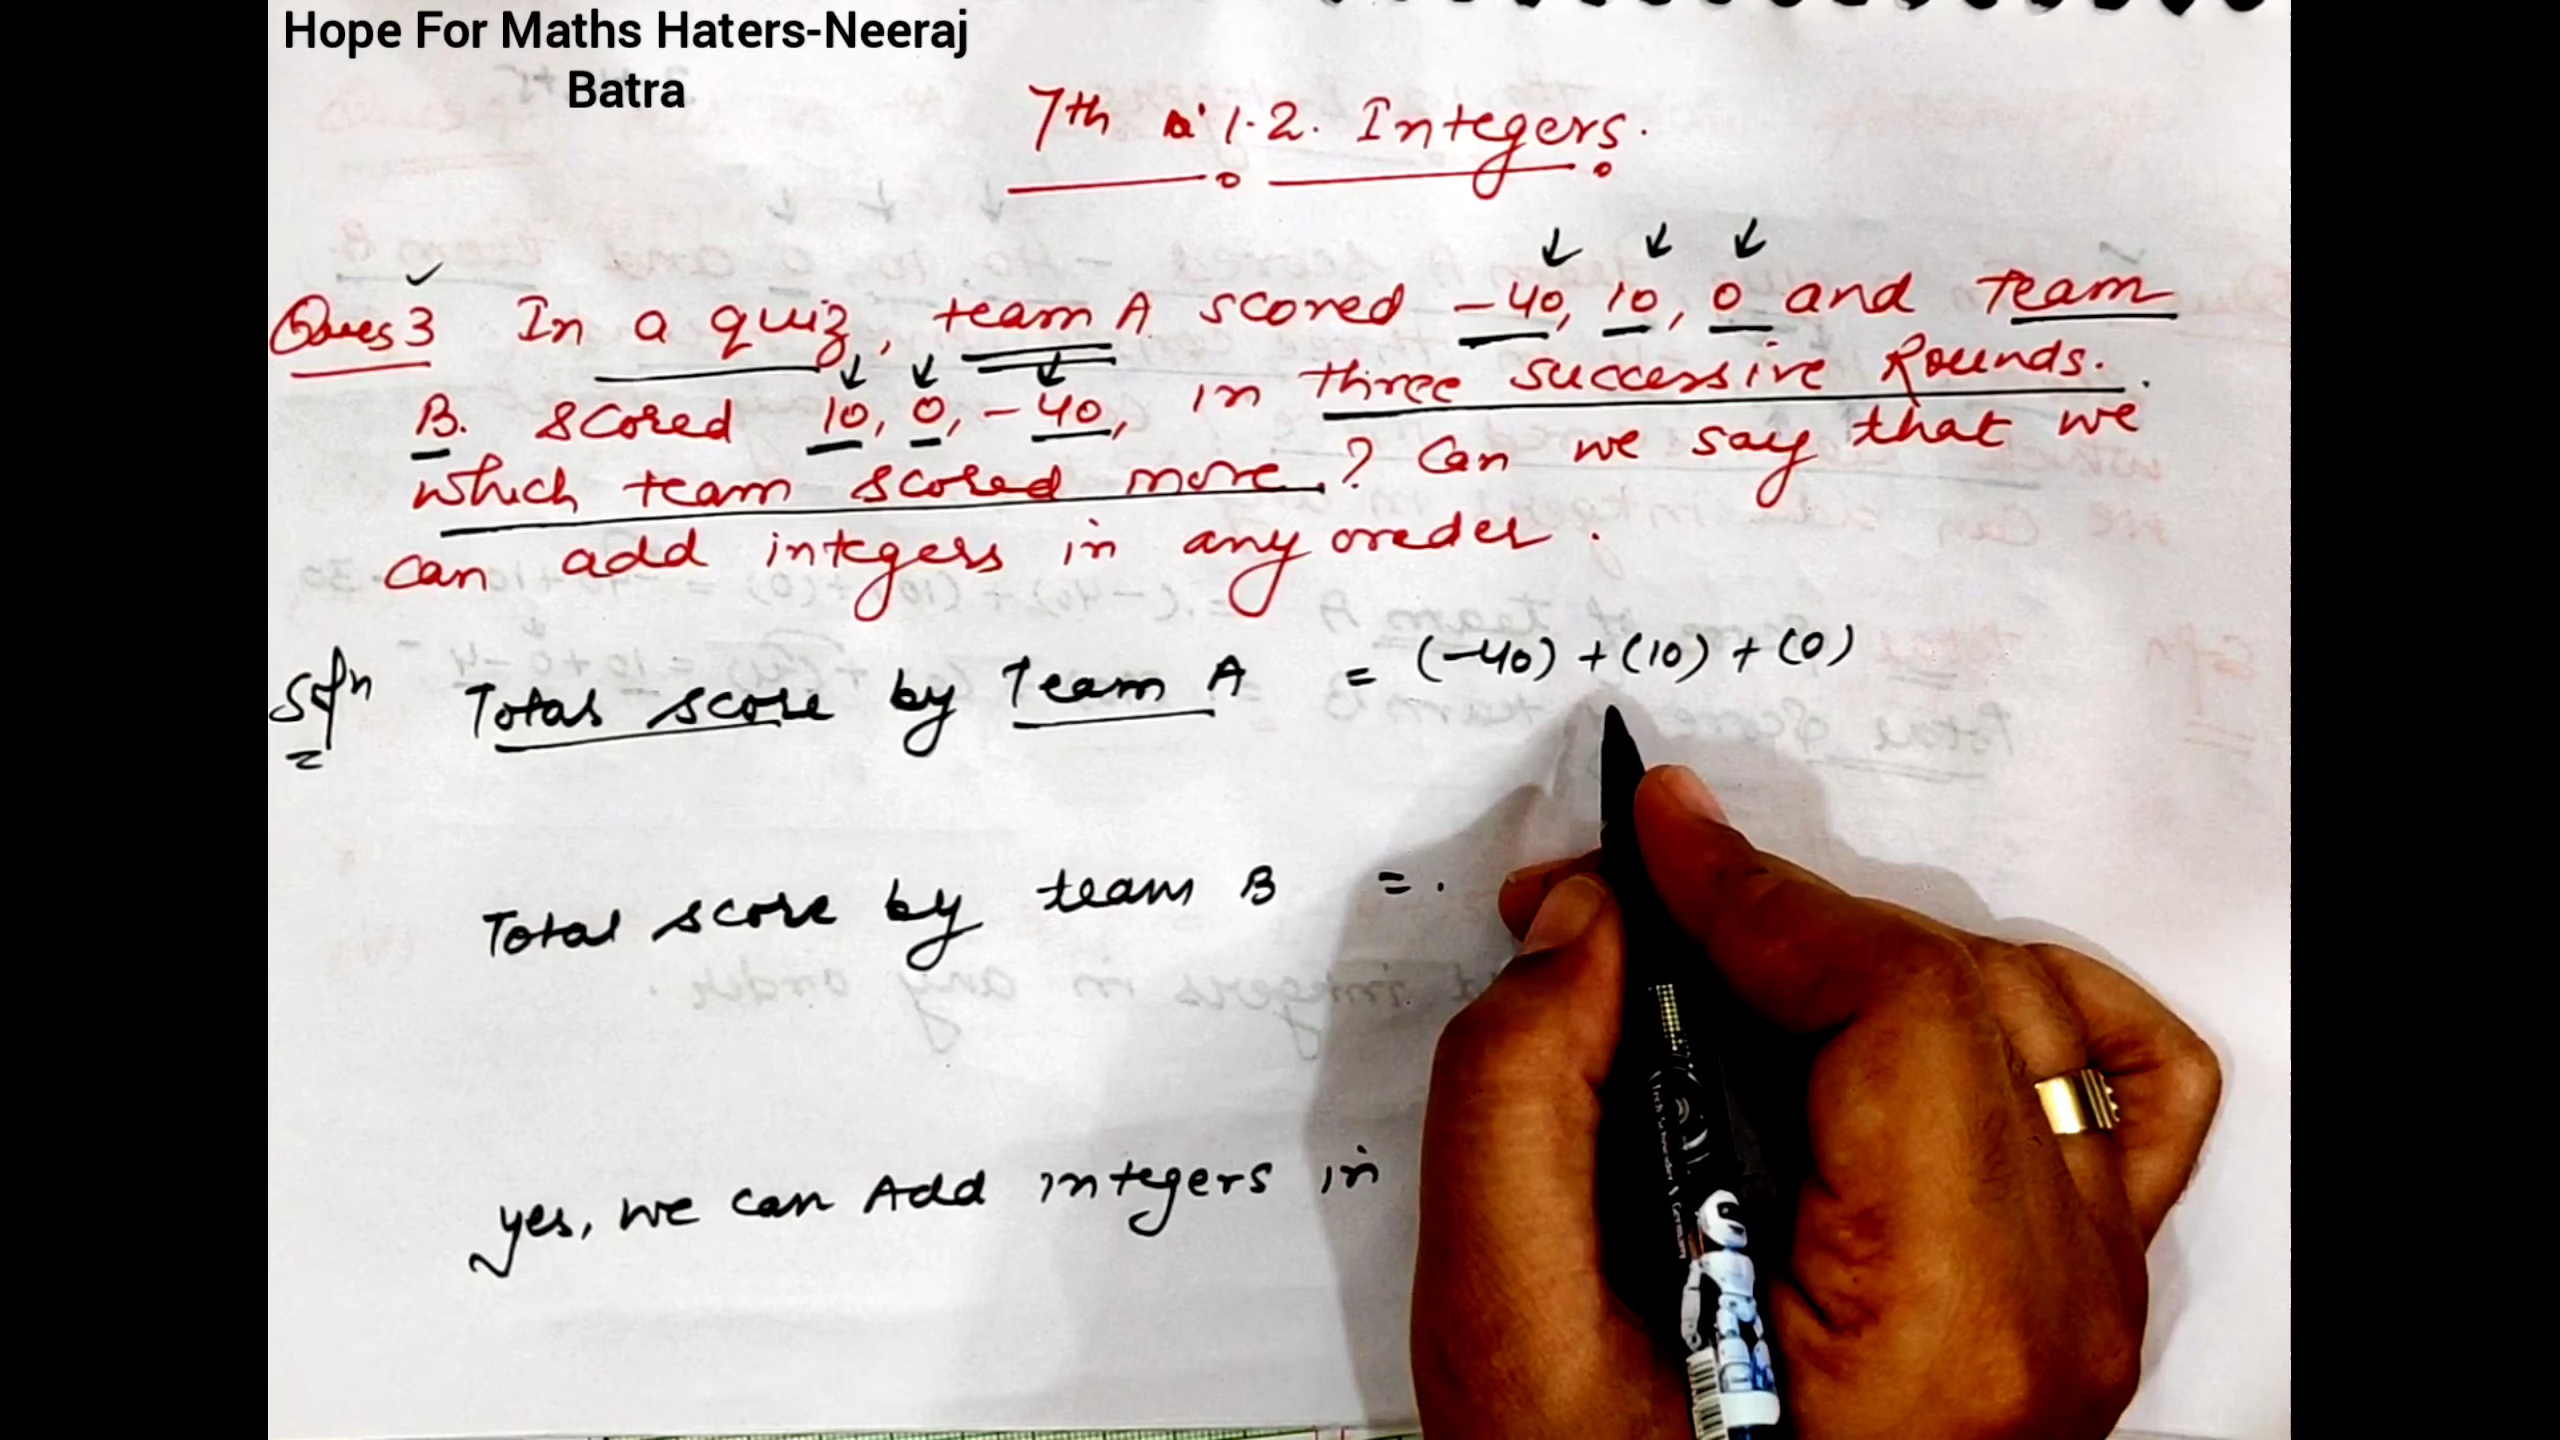 Hope For Maths Haters-Neeraj
Batra
7th 1.2. Integers.
Ques 3 In a quiz, team A scored -40, 10, 0 and team
B. scored 10, 0, -40, in three successive Rounds.
which team scored more? Can we say that we
can add integers in any oreder.
Soln Total score by Team A = (-40) + (10) + (0)
Total score by team B = .
yes, we can Add integers in